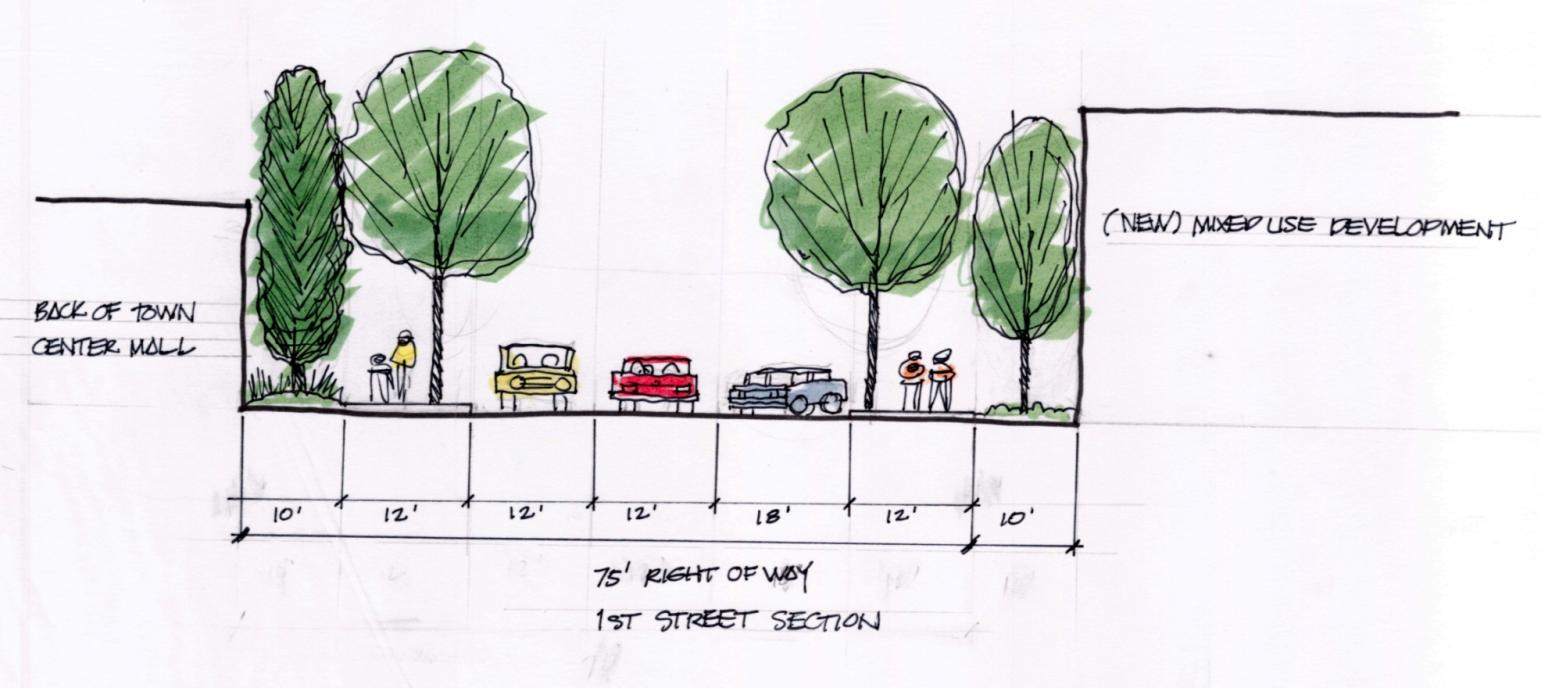 (NEW) MIXED USE DEVELOPMENT
BACK OF TOWN
CENTER MALL
10' 12' 12' 12' 18' 12' 10'
75' RIGHT OF WAY
1ST STREET SECTION